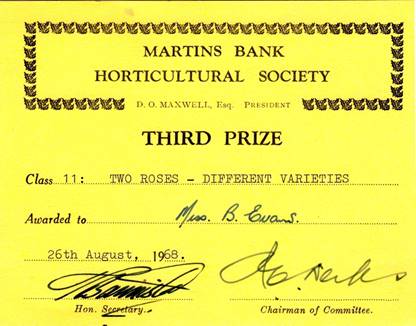 MARTINS BANK
HORTICULTURAL SOCIETY
D. O. MAXWELL, Esq. PRESIDENT
THIRD PRIZE
Class 11: TWO ROSES - DIFFERENT VARIETIES
Awarded to Miss. B. Evans.
26th August, 1968.
Hon. Secretary. Chairman of Committee.